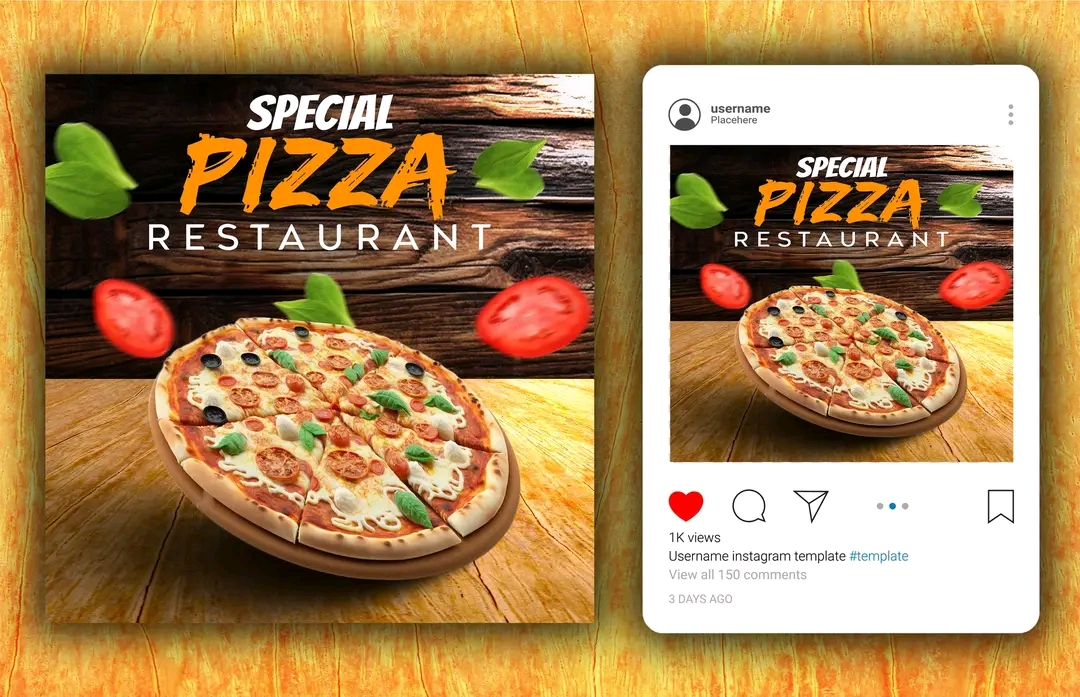 SPECIAL
PIZZA
RESTAURANT
username
Placehere
SPECIAL
PIZZA
RESTAURANT
1K views
Username instagram template #template
View all 150 comments
3 DAYS AGO